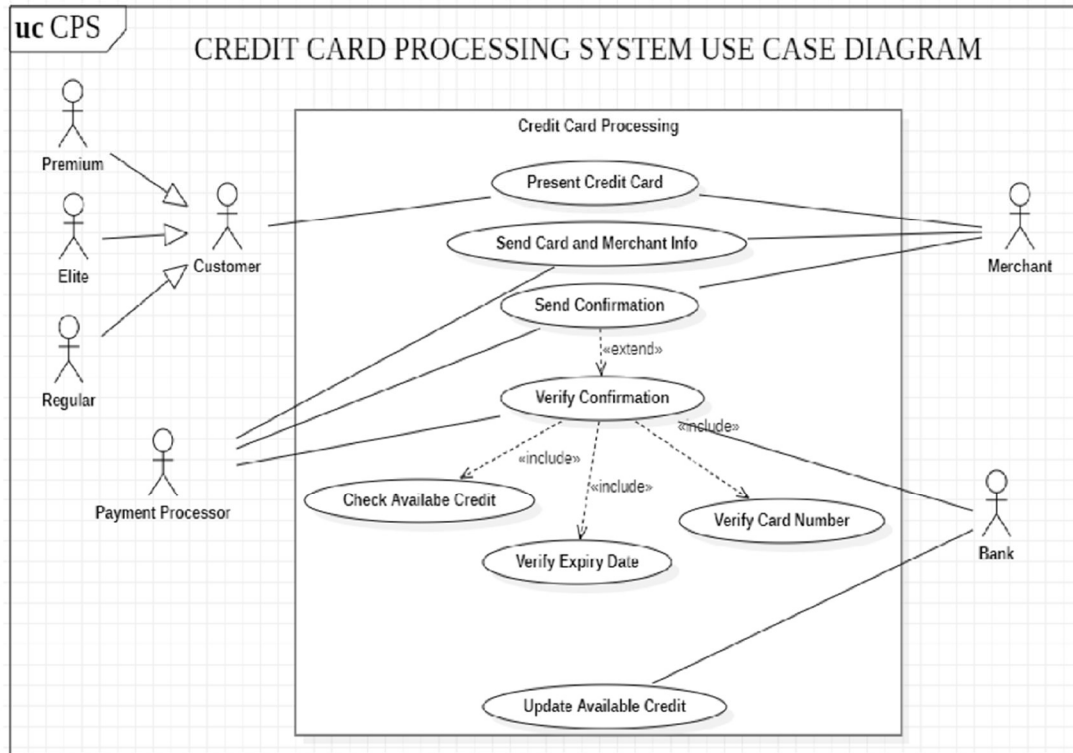 uc CPS
CREDIT CARD PROCESSING SYSTEM USE CASE DIAGRAM
Credit Card Processing
Premium
Present Credit Card
Elite
Customer
Send Card and Merchant Info
Merchant
Send Confirmation
«extend»
Regular
Verify Confirmation
«include»
«include»
«include»
Payment Processor
Check Availabe Credit
Verify Card Number
Bank
Verify Expiry Date
Update Available Credit